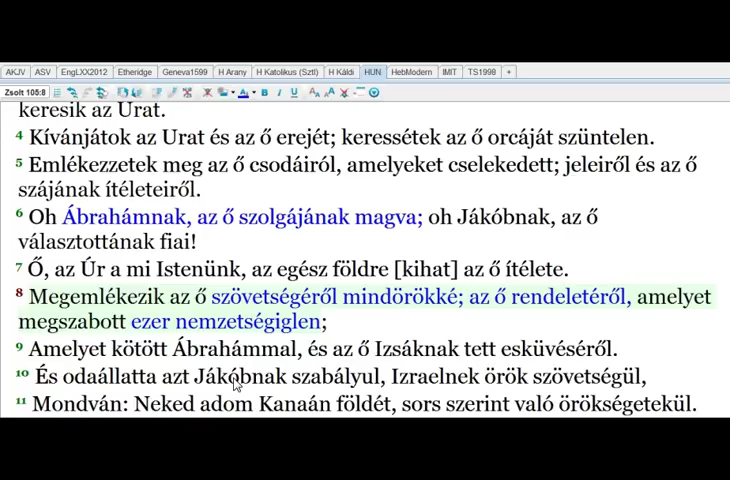 AKJV ASV EngLXX2012 Etheridge Geneva1599 H Arany H Katolikus (Sztl) H Káldi HUN HebModern IMIT TS1998 +
Zsolt 105:8
keresik az Urat.
4 Kívánjátok az Urat és az ő erejét; keressétek az ő orcáját szüntelen.
5 Emlékezzetek meg az ő csodáiról, amelyeket cselekedett; jeleiről és az ő
szájának ítéleteiről.
6 Oh Ábrahámnak, az ő szolgájának magva; oh Jákóbnak, az ő
választottának fiai!
7 Ő, az Úr a mi Istenünk, az egész földre [kihat] az ő ítélete.
8 Megemlékezik az ő szövetségéről mindörökké; az ő rendeletéről, amelyet
megszabott ezer nemzetségiglen;
9 Amelyet kötött Ábrahámmal, és az ő Izsáknak tett esküvéséről.
10 És odaállatta azt Jákóbnak szabályul, Izraelnek örök szövetségül,
11 Mondván: Neked adom Kanaán földét, sors szerint való örökségetekül.